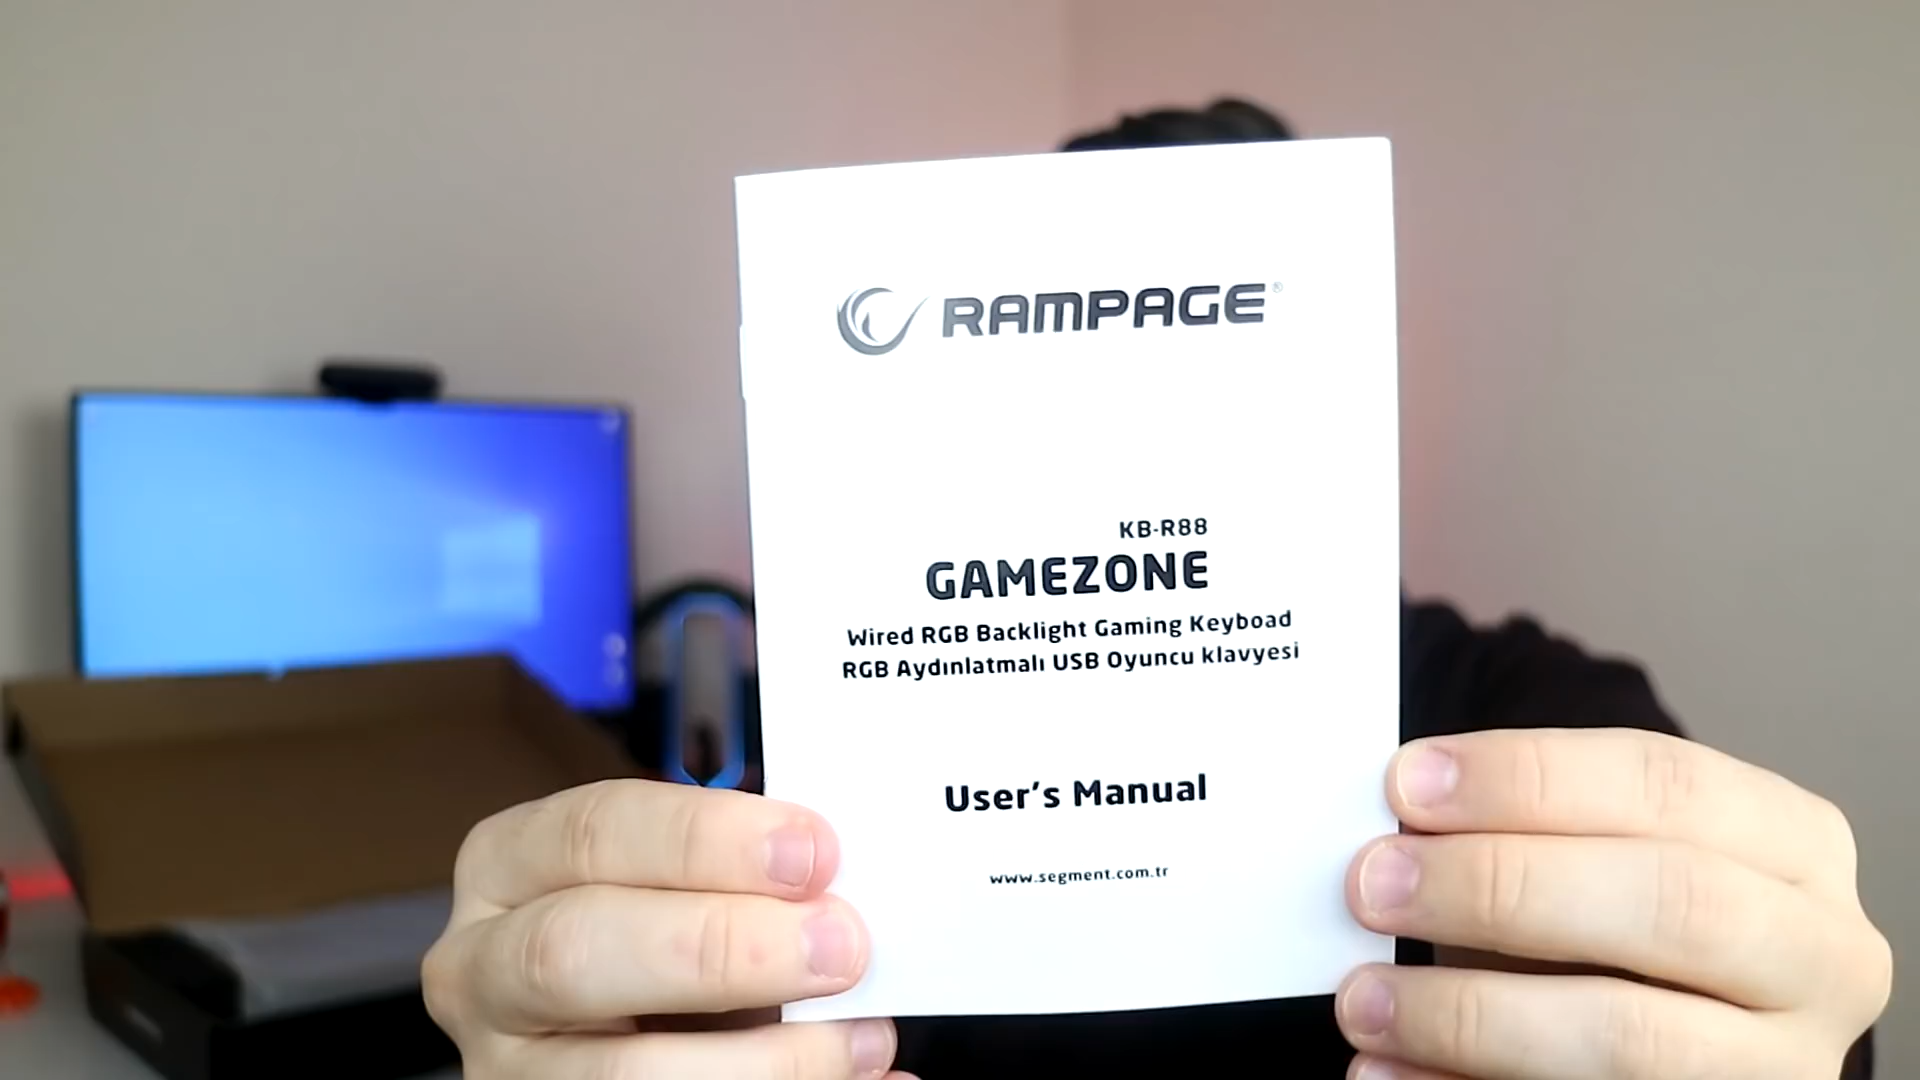 RAMPAGE®
KB-R88
GAMEZONE
Wired RGB Backlight Gaming Keyboad
RGB Aydınlatmalı USB Oyuncu klavyesi
User's Manual
www.segment.com.tr